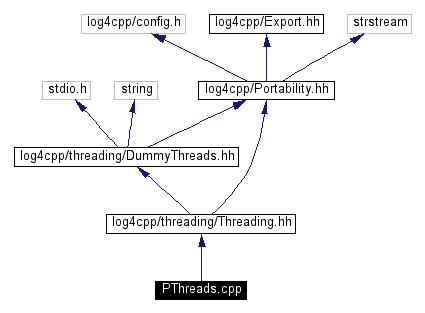 log4cpp/config.h
log4cpp/Export.hh
strstream
stdio.h
string
log4cpp/Portability.hh
log4cpp/threading/DummyThreads.hh
log4cpp/threading/Threading.hh
PThreads.cpp